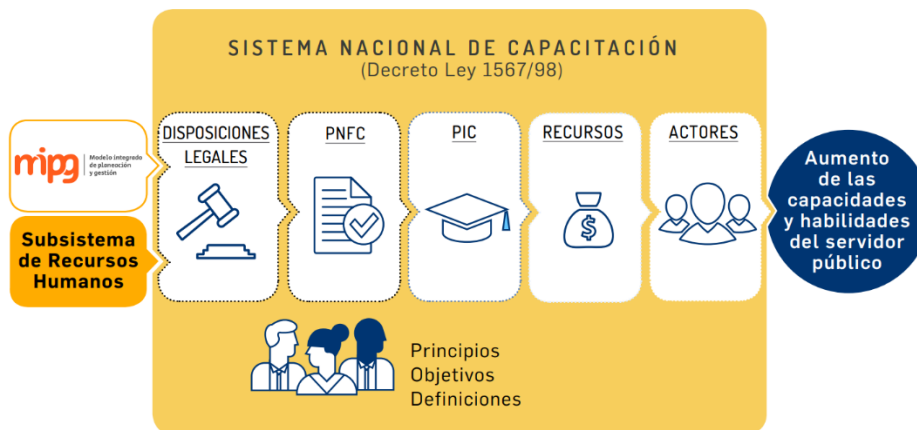 SISTEMA NACIONAL DE CAPACITACIÓN
(Decreto Ley 1567/98)
mipg
Modelo integrado
de planeación
y gestión
Subsistema
de Recursos
Humanos
DISPOSICIONES
LEGALES
PNFC
PIC
RECURSOS
$
ACTORES
Aumento
de las
capacidades
y habilidades
del servidor
público
Principios
Objetivos
Definiciones